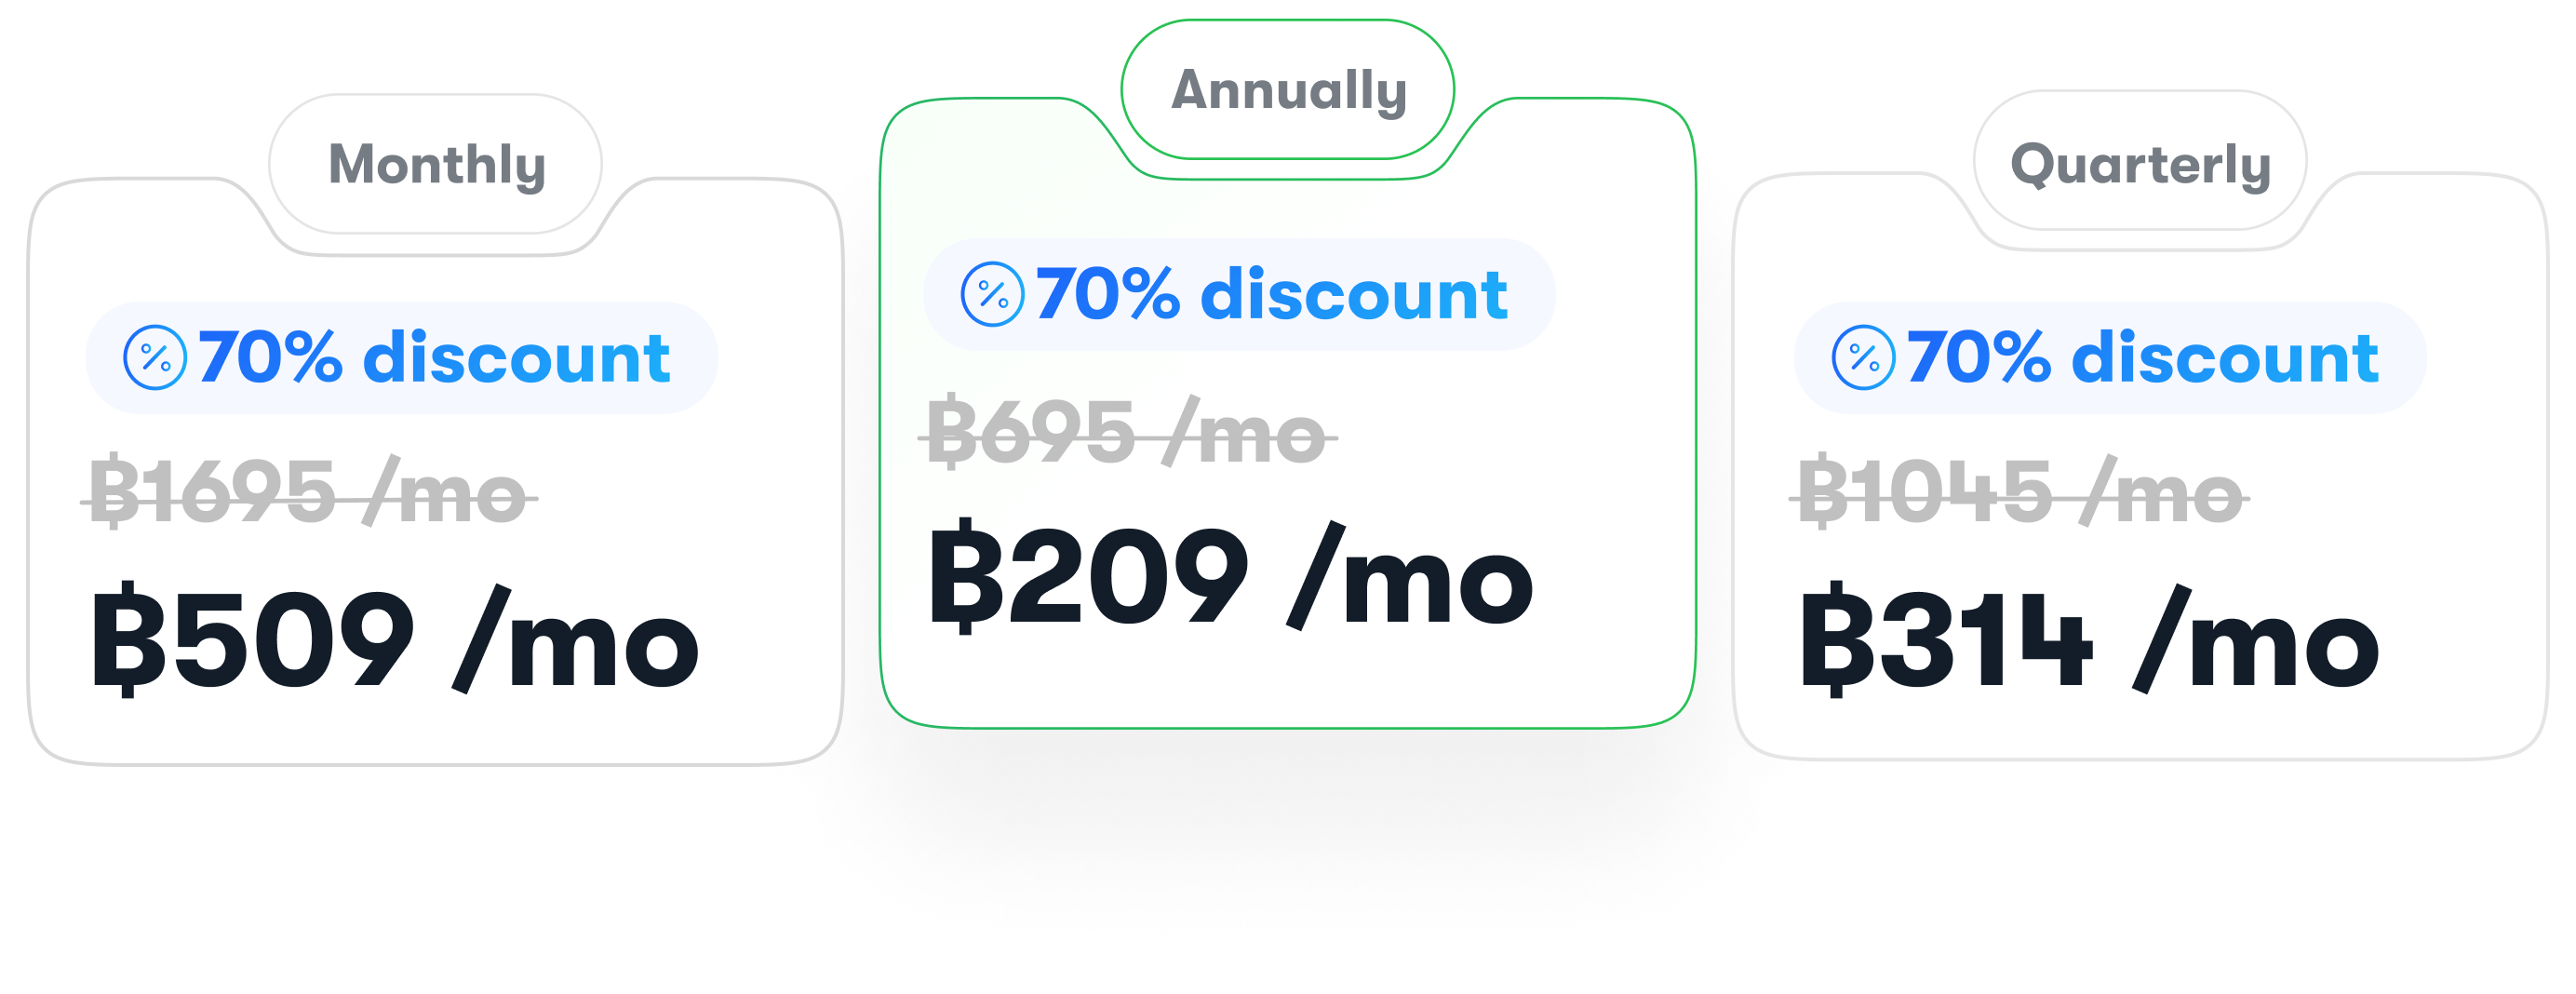 Monthly
70% discount
฿1695 /mo
฿509 /mo
Annually
70% discount
฿695 /mo
฿209 /mo
Quarterly
70% discount
฿1045 /mo
฿314 /mo